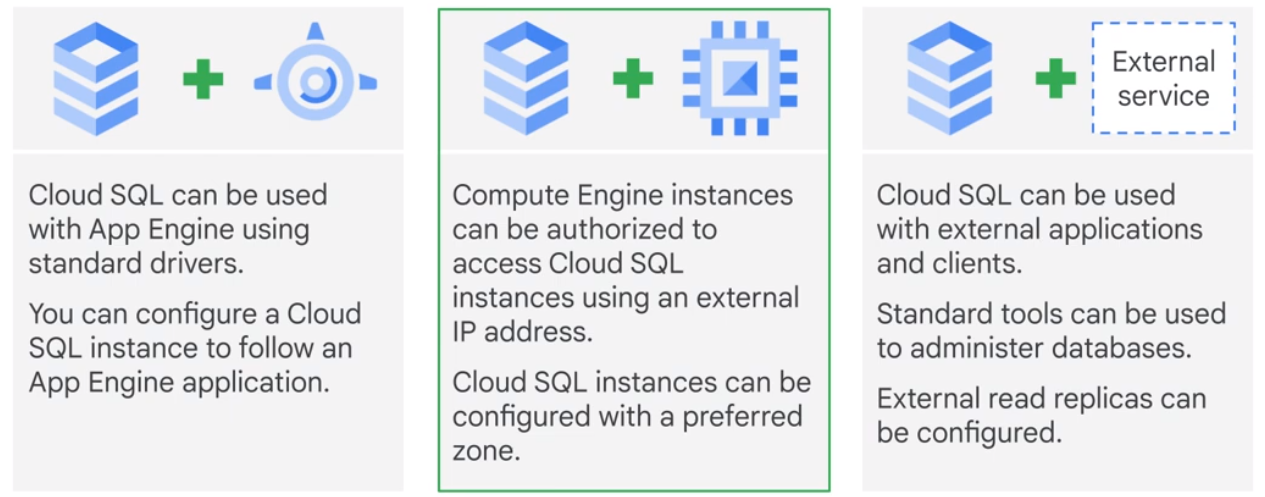 Cloud SQL can be used
with App Engine using
standard drivers.
You can configure a Cloud
SQL instance to follow an
App Engine application.
Compute Engine instances
can be authorized to
access Cloud SQL
instances using an external
IP address.
Cloud SQL instances can be
configured with a preferred
zone.
External
service
Cloud SQL can be used
with external applications
and clients.
Standard tools can be used
to administer databases.
External read replicas can
be configured.